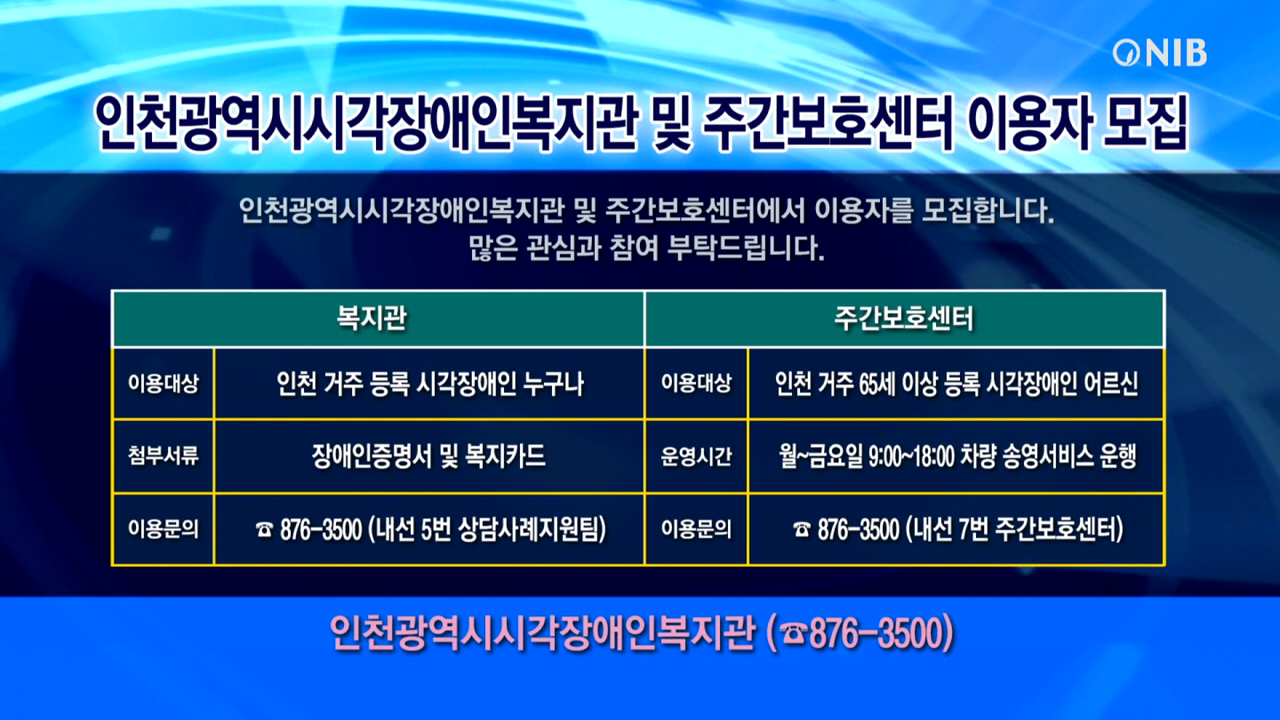 NIB
인천광역시시각장애인복지관 및 주간보호센터 이용자 모집
인천광역시시각장애인복지관 및 주간보호센터에서 이용자를 모집합니다.
많은 관심과 참여 부탁드립니다.
복지관 주간보호센터
이용대상 인천 거주 등록 시각장애인 누구나 이용대상 인천 거주 65세 이상 등록 시각장애인 어르신
첨부서류 장애인증명서 및 복지카드 운영시간 월~금요일 9:00~18:00 차량 송영서비스 운행
이용문의 ☎ 876-3500 (내선 5번 상담사례지원팀) 이용문의 ☎ 876-3500 (내선 7번 주간보호센터)
인천광역시시각장애인복지관 (☎876-3500)